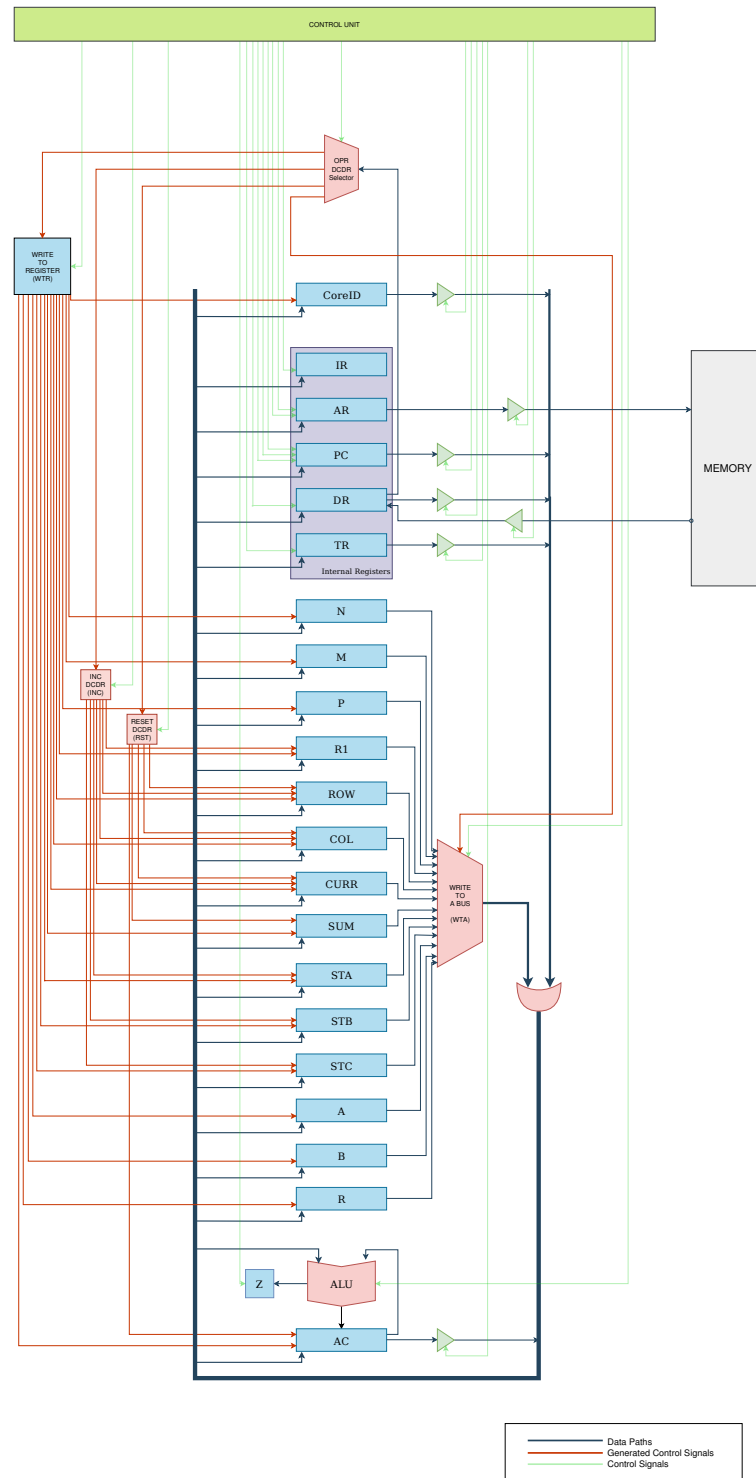 CONTROL UNIT
OPR
DCDR
Selector
WRITE
TO
REGISTER
(WTR)
CoreID
IR
AR
PC
DR
TR
Internal Registers
MEMORY
N
M
INC
DCDR
(INC)
P
RESET
DCDR
(RST)
R1
ROW
COL
CURR
SUM
WRITE
TO
A BUS
(WTA)
STA
STB
STC
A
B
R
Z
ALU
AC
Data Paths
Generated Control Signals
Control Signals